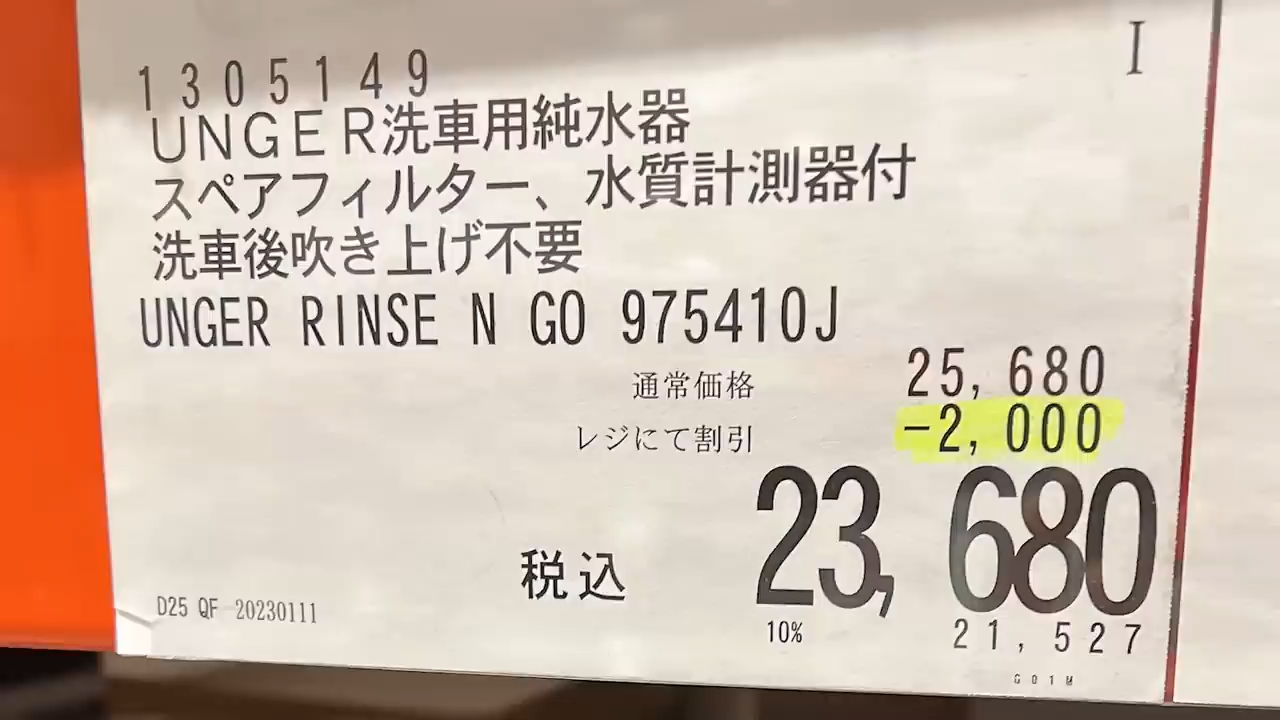 I
1305149
UNGER洗車用純水器
スペアフィルター、水質計測器付
洗車後吹き上げ不要
UNGER RINSE N GO 975410J
通常価格 25,680
レジにて割引 -2,000
税込 23,680
D25 QF 20230111
10% 21,527
G01M